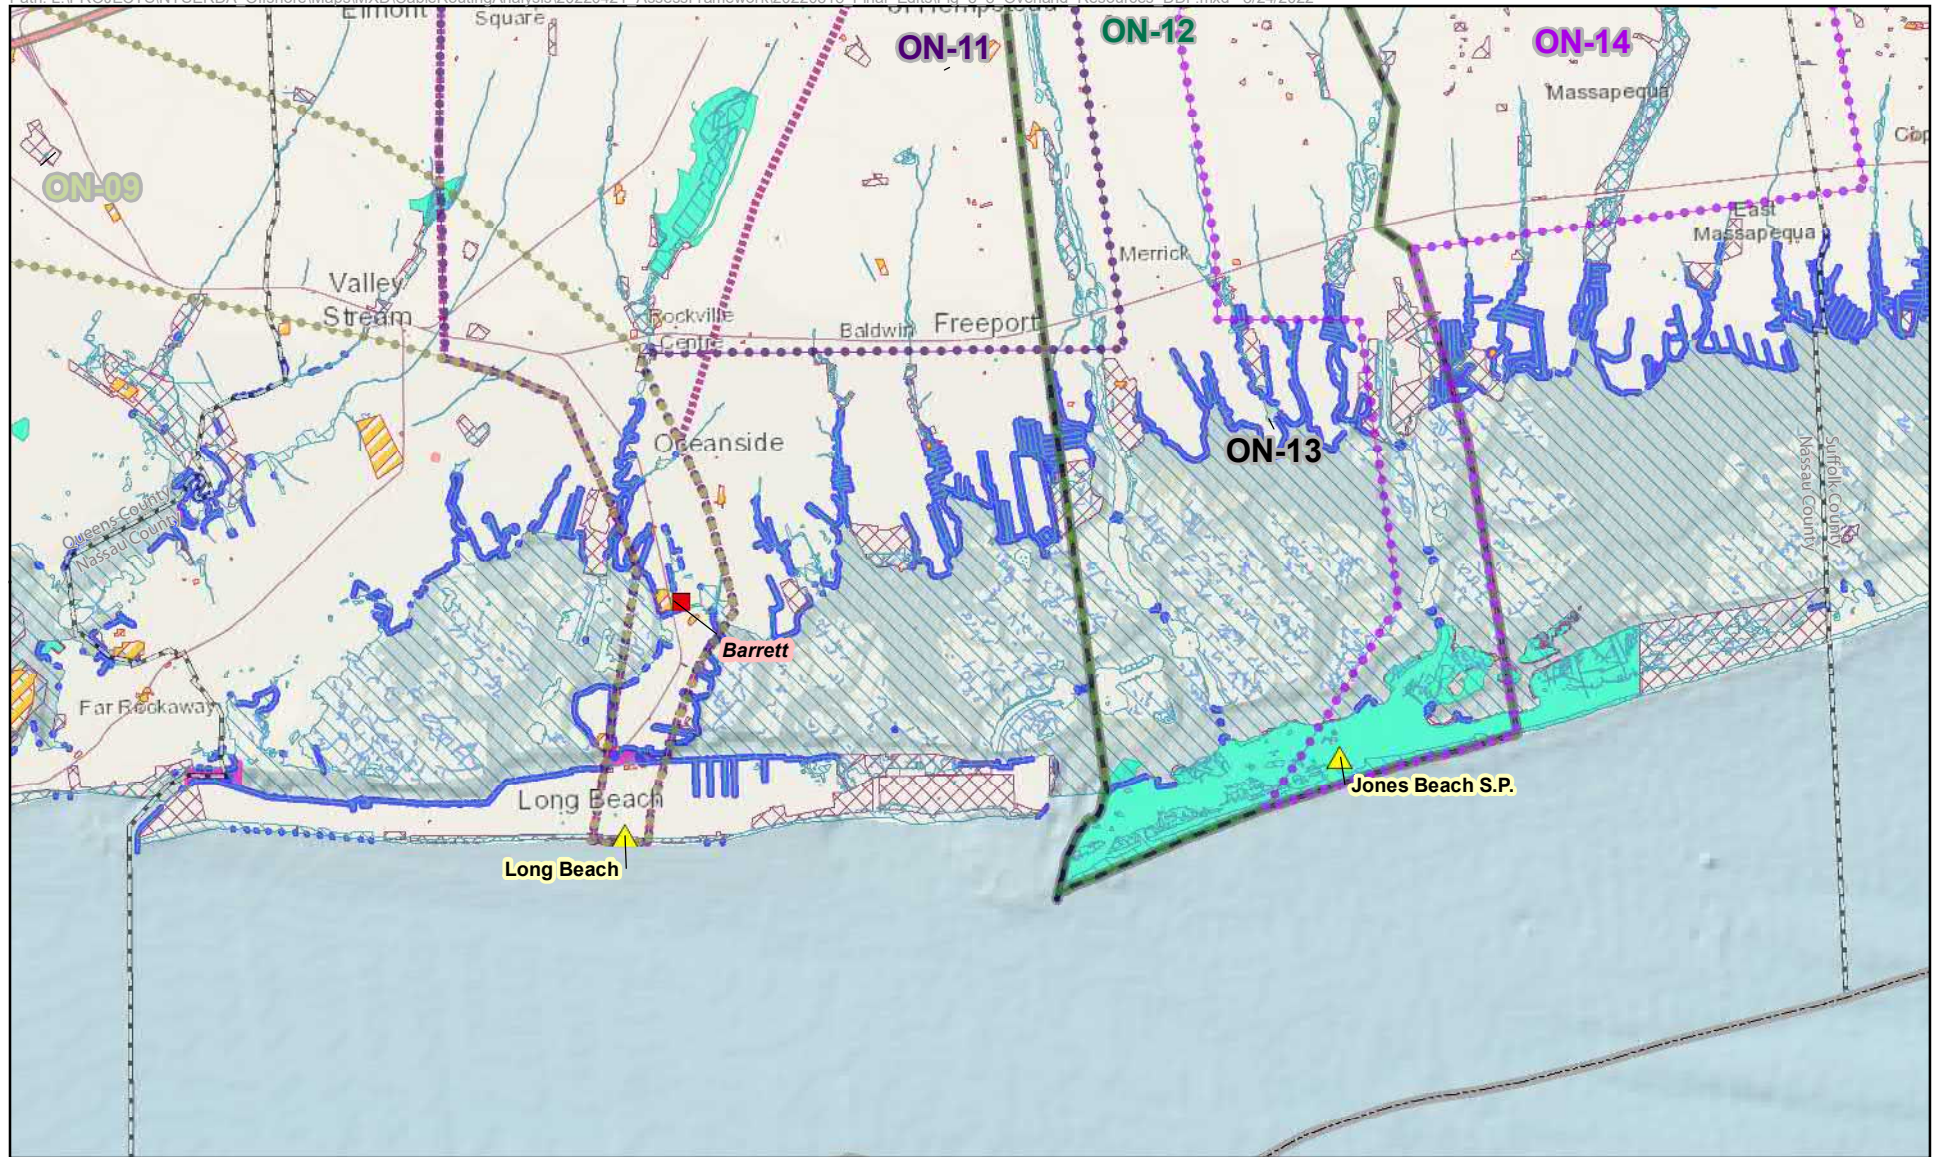 Elmont
Square
ON-11
ON-12
ON-14
Massapequa
Cop
ON-09
East
Massapequa
Merrick
Valley
Stream
Rockville
Centre
Baldwin
Freeport
Oceanside
ON-13
Queens County
Nassau County
Suffolk County
Nassau County
Barrett
Far Rockaway
Long Beach
Jones Beach S.P.
Long Beach